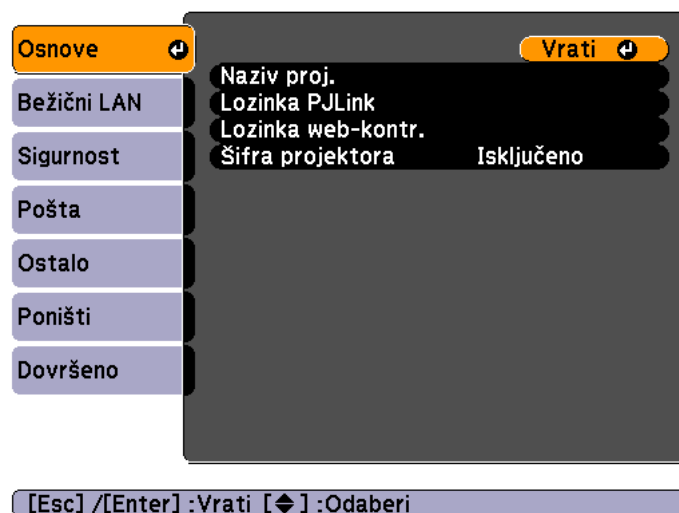 Osnove
Bežični LAN
Sigurnost
Pošta
Ostalo
Poništi
Dovršeno
Vrati
Naziv proj.
Lozinka PJLink
Lozinka web-kontr.
Šifra projektora Isključeno
[Esc] /[Enter] :Vrati [◆] :Odaberi